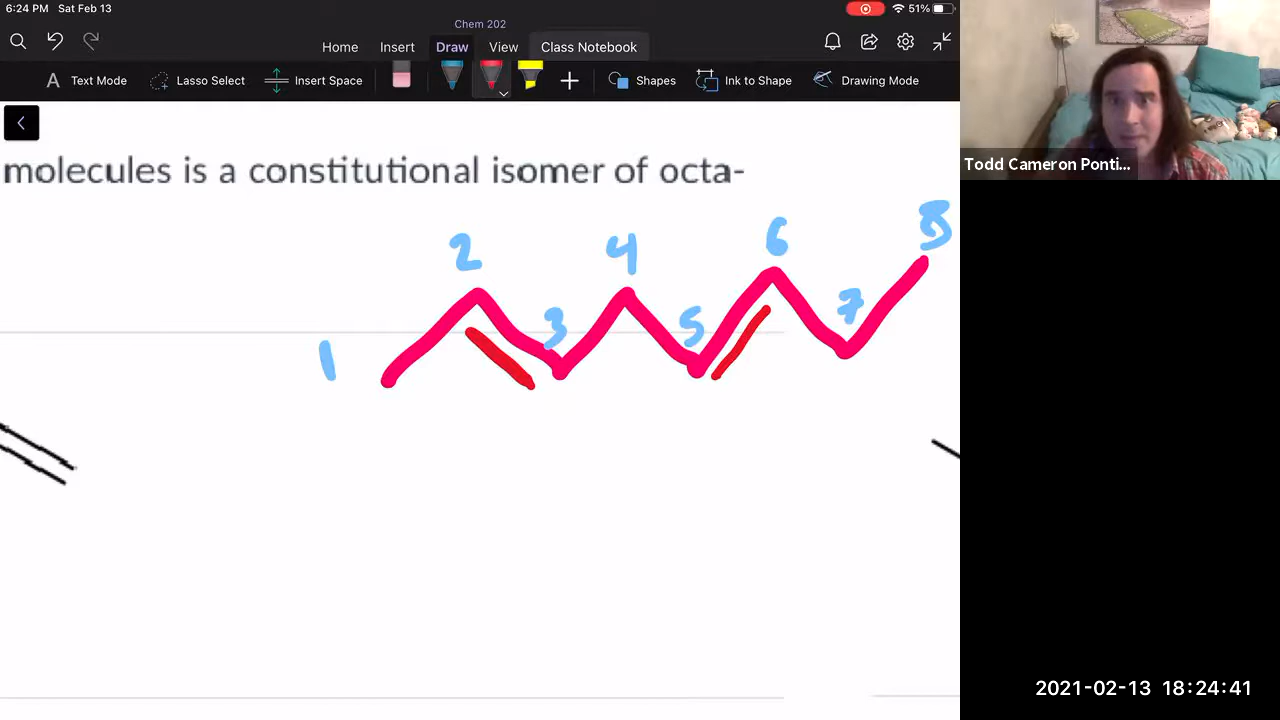 6:24 PM Sat Feb 13
51%
Chem 202
Home Insert Draw View Class Notebook
Text Mode Lasso Select Insert Space Shapes Ink to Shape Drawing Mode
molecules is a constitutional isomer of octa-
1 2 3 4 5 6 7 8
Todd Cameron Ponti...
2021-02-13 18:24:41